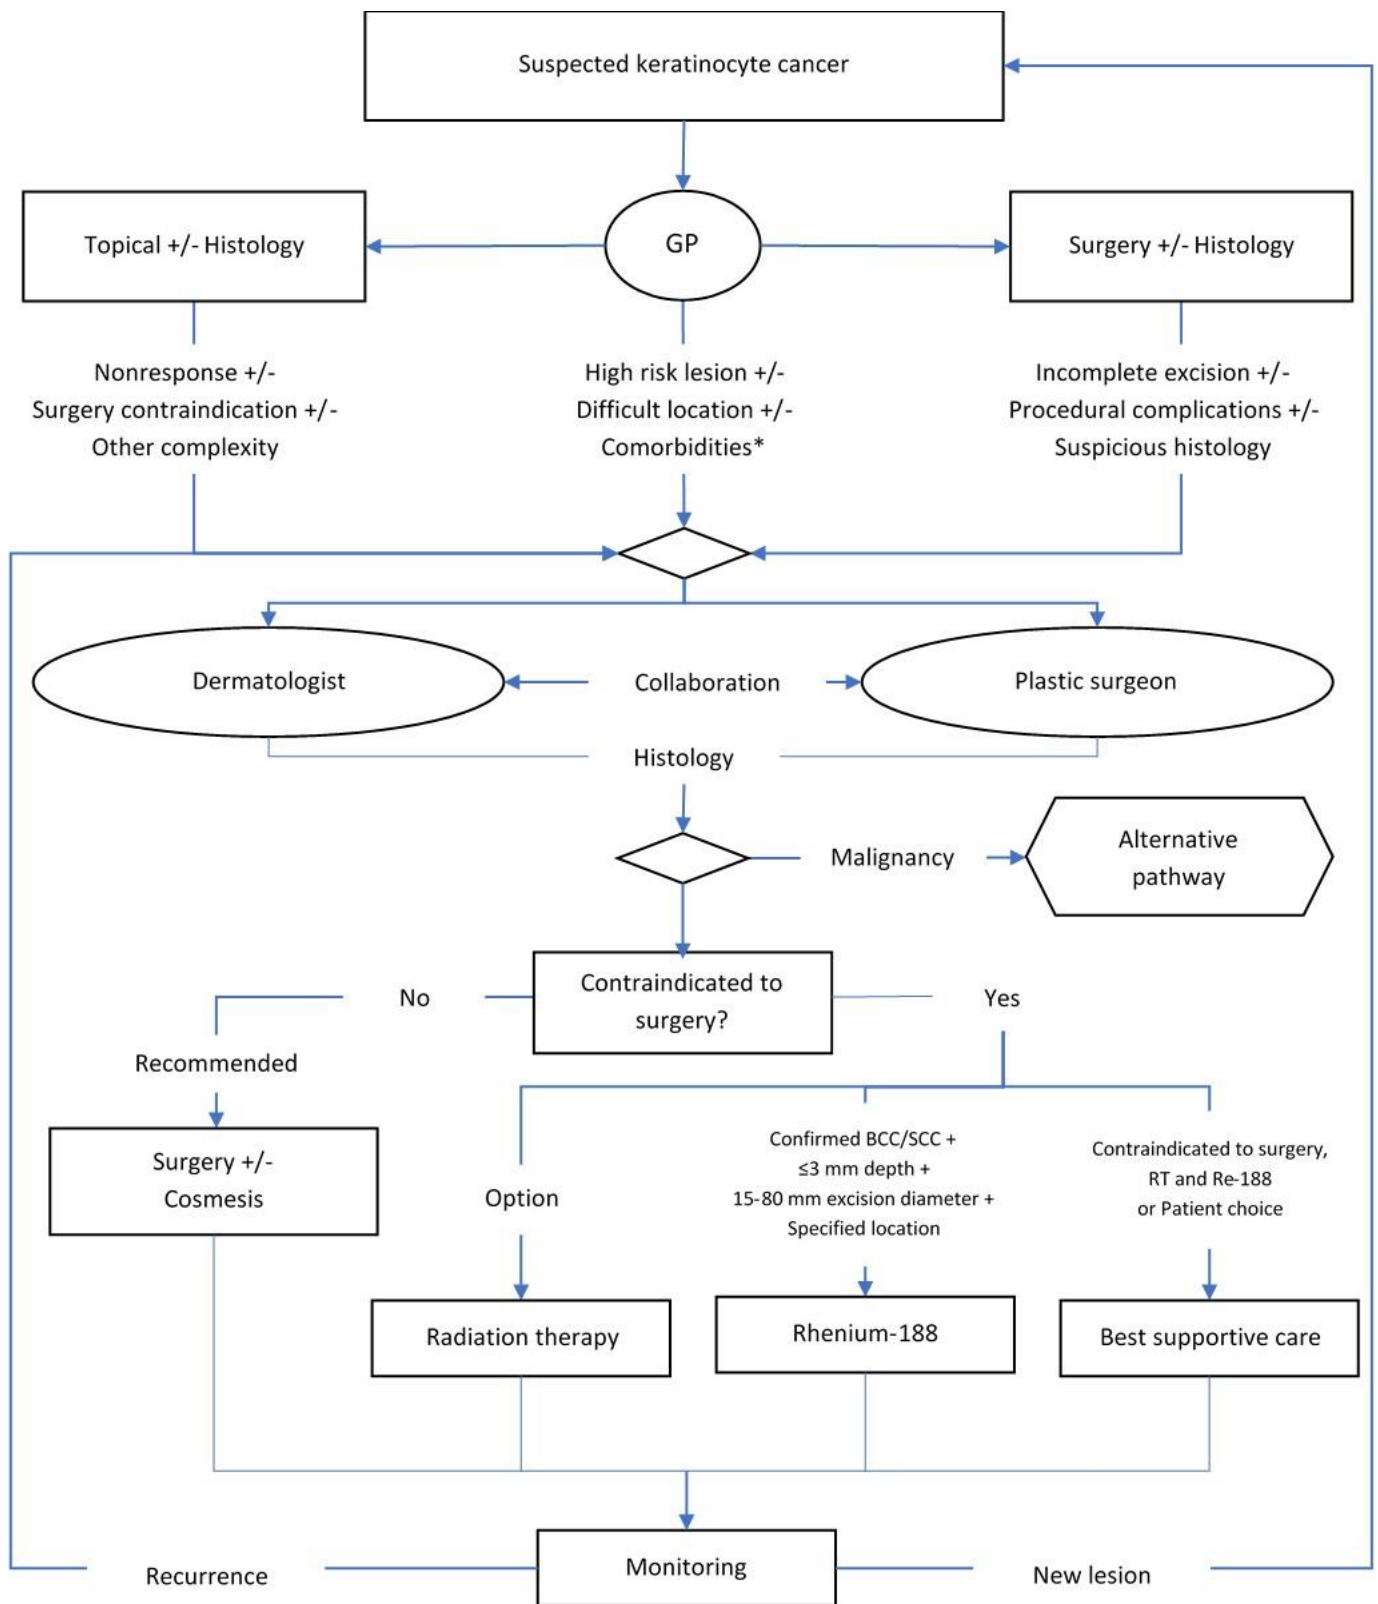 Suspected keratinocyte cancer
Topical +/- Histology
GP
Surgery +/- Histology
Nonresponse +/-
Surgery contraindication +/-
Other complexity
High risk lesion +/-
Difficult location +/-
Comorbidities*
Incomplete excision +/-
Procedural complications +/-
Suspicious histology
Dermatologist
Collaboration
Plastic surgeon
Histology
Malignancy
Alternative
pathway
Contraindicated to
surgery?
No
Yes
Recommended
Surgery +/-
Cosmesis
Option
Confirmed BCC/SCC +
≤3 mm depth +
15-80 mm excision diameter +
Specified location
Contraindicated to surgery,
RT and Re-188
or Patient choice
Radiation therapy
Rhenium-188
Best supportive care
Recurrence
Monitoring
New lesion